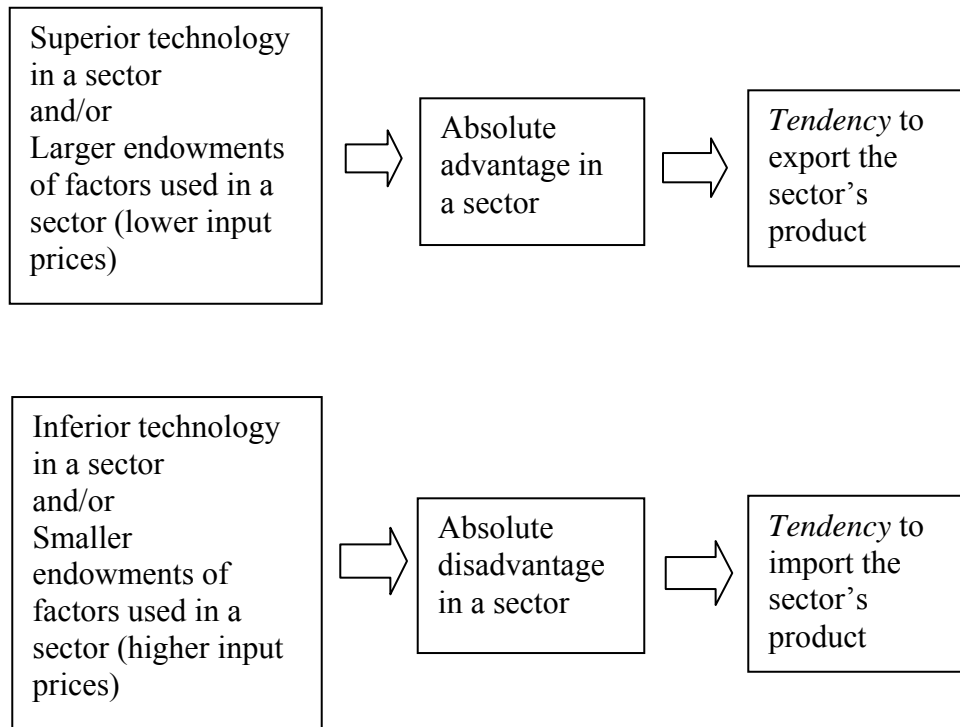 Superior technology
in a sector
and/or
Larger endowments
of factors used in a
sector (lower input
prices)
Absolute
advantage in
a sector
Tendency to
export the
sector’s
product
Inferior technology
in a sector
and/or
Smaller
endowments of
factors used in a
sector (higher input
prices)
Absolute
disadvantage
in a sector
Tendency to
import the
sector’s
product